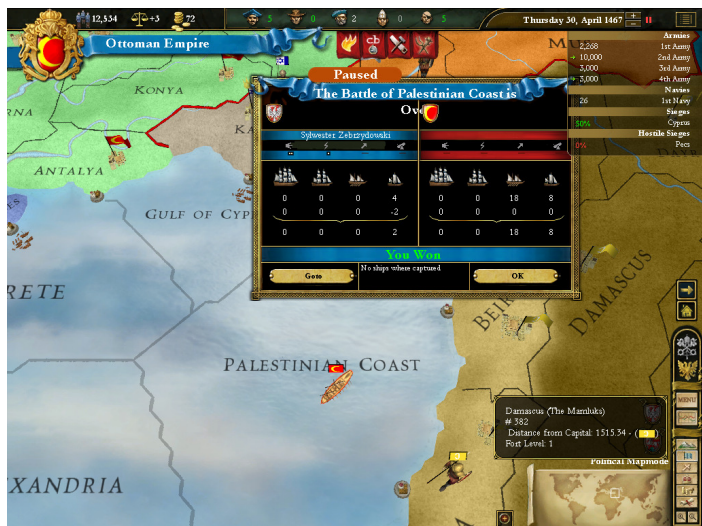 12,534
+3
72
5
0
2
0
5
Thursday 30, April 1467
Ottoman Empire
cb
Armies
2,268 1st Army
10,000 2nd Army
3,000 3rd Army
3,000 4th Army
Navies
26 1st Navy
Sieges
50% Cyprus
Hostile Sieges
0% Pecs
Paused
The Battle of Palestinian Coast is
Ove
Sylwester Zebrzydowski
0 0 0 4 0 0 18 8
0 0 0 -2 0 0 0 0
0 0 0 2 0 0 18 8
You Won
Goto
No ships where captured
OK
Konya
Antalya
Gulf of Cyp
Beir
Damascus
Palestinian Coast
Crete
Alexandria
Damascus (The Mamluks)
# 382
Distance from Capital: 1515.34 - (
Fort Level: 1
Political Mapmode
MENU